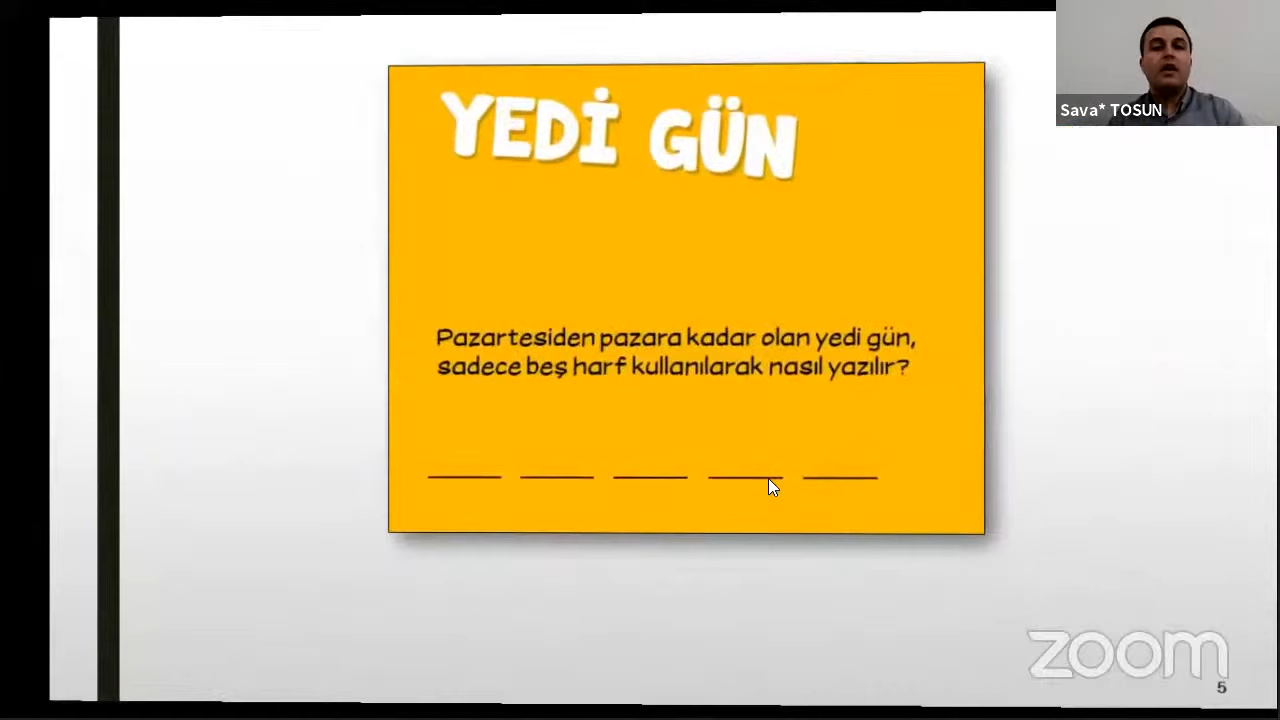 Sava* TOSUN
YEDİ GÜN
Pazartesiden pazara kadar olan yedi gün,
sadece beş harf kullanılarak nasıl yazılır?
zoom
5